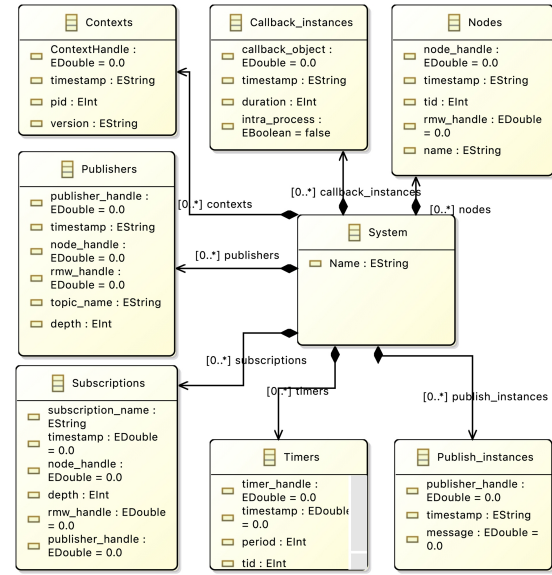 Contexts
ContextHandle :
EDouble = 0.0
timestamp : EString
pid : EInt
version : EString
Callback_instances
callback_object :
EDouble = 0.0
timestamp : EString
duration : EInt
intra_process :
EBoolean = false
Nodes
node_handle :
EDouble = 0.0
timestamp : EString
tid : EInt
rmw_handle : EDouble
= 0.0
name : EString
Publishers
publisher_handle :
EDouble = 0.0
timestamp : EString
node_handle :
EDouble = 0.0
rmw_handle :
EDouble = 0.0
topic_name : EString
depth : EInt
[0..*] contexts
[0..*] callback_instances
[0..*] nodes
System
Name : EString
[0..*] publishers
[0..*] subscriptions
[0..*] timers
[0..*] publish_instances
Subscriptions
subscription_name :
EString
timestamp : EDouble
= 0.0
node_handle :
EDouble = 0.0
depth : EInt
rmw_handle : EDouble
= 0.0
publisher_handle :
EDouble = 0.0
Timers
timer_handle :
EDouble = 0.0
timestamp : EDouble
= 0.0
period : EInt
tid : EInt
Publish_instances
publisher_handle :
EDouble = 0.0
timestamp : EString
message : EDouble =
0.0